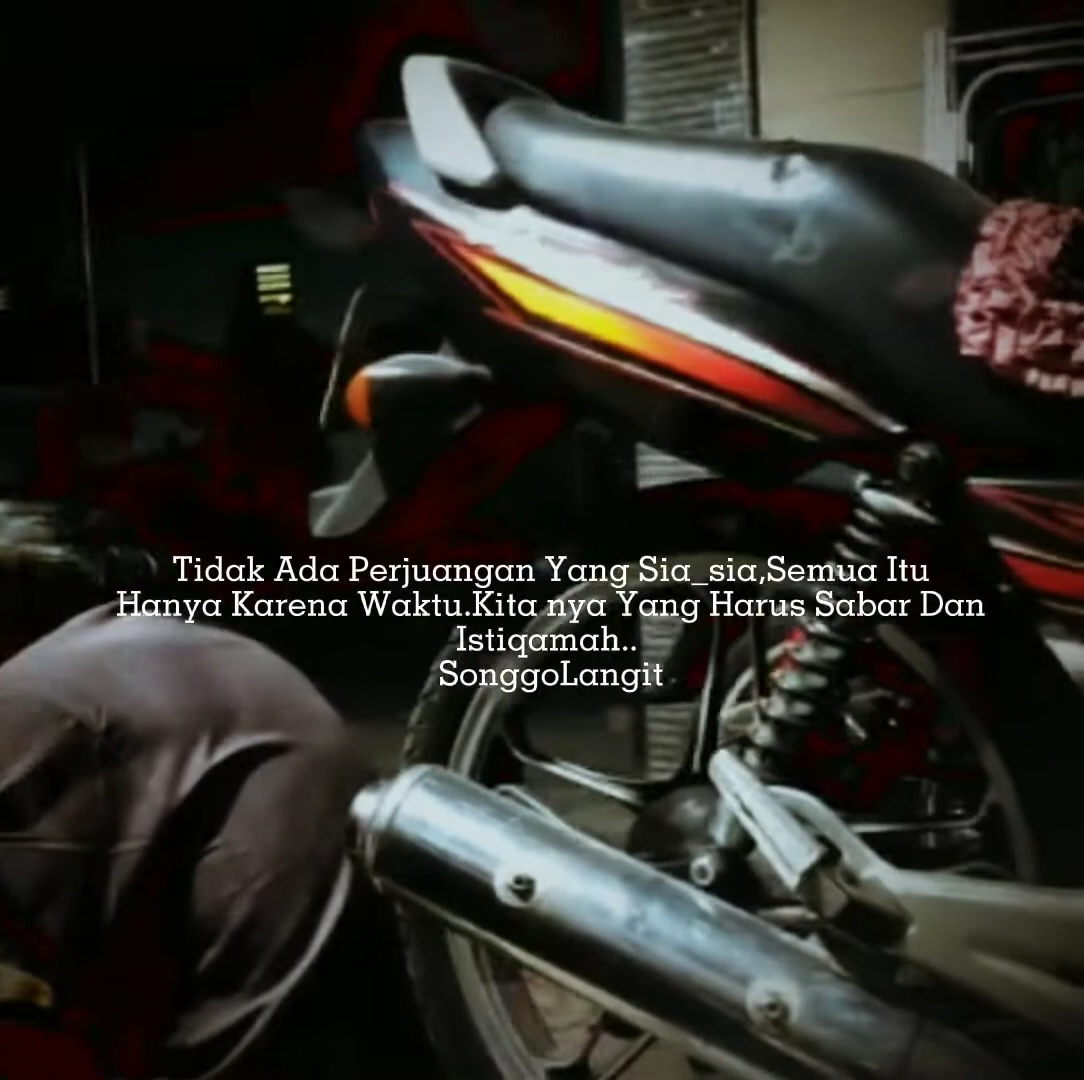 Tidak Ada Perjuangan Yang Sia_sia,Semua Itu
Hanya Karena Waktu.Kita nya Yang Harus Sabar Dan
Istiqamah..
SonggoLangit